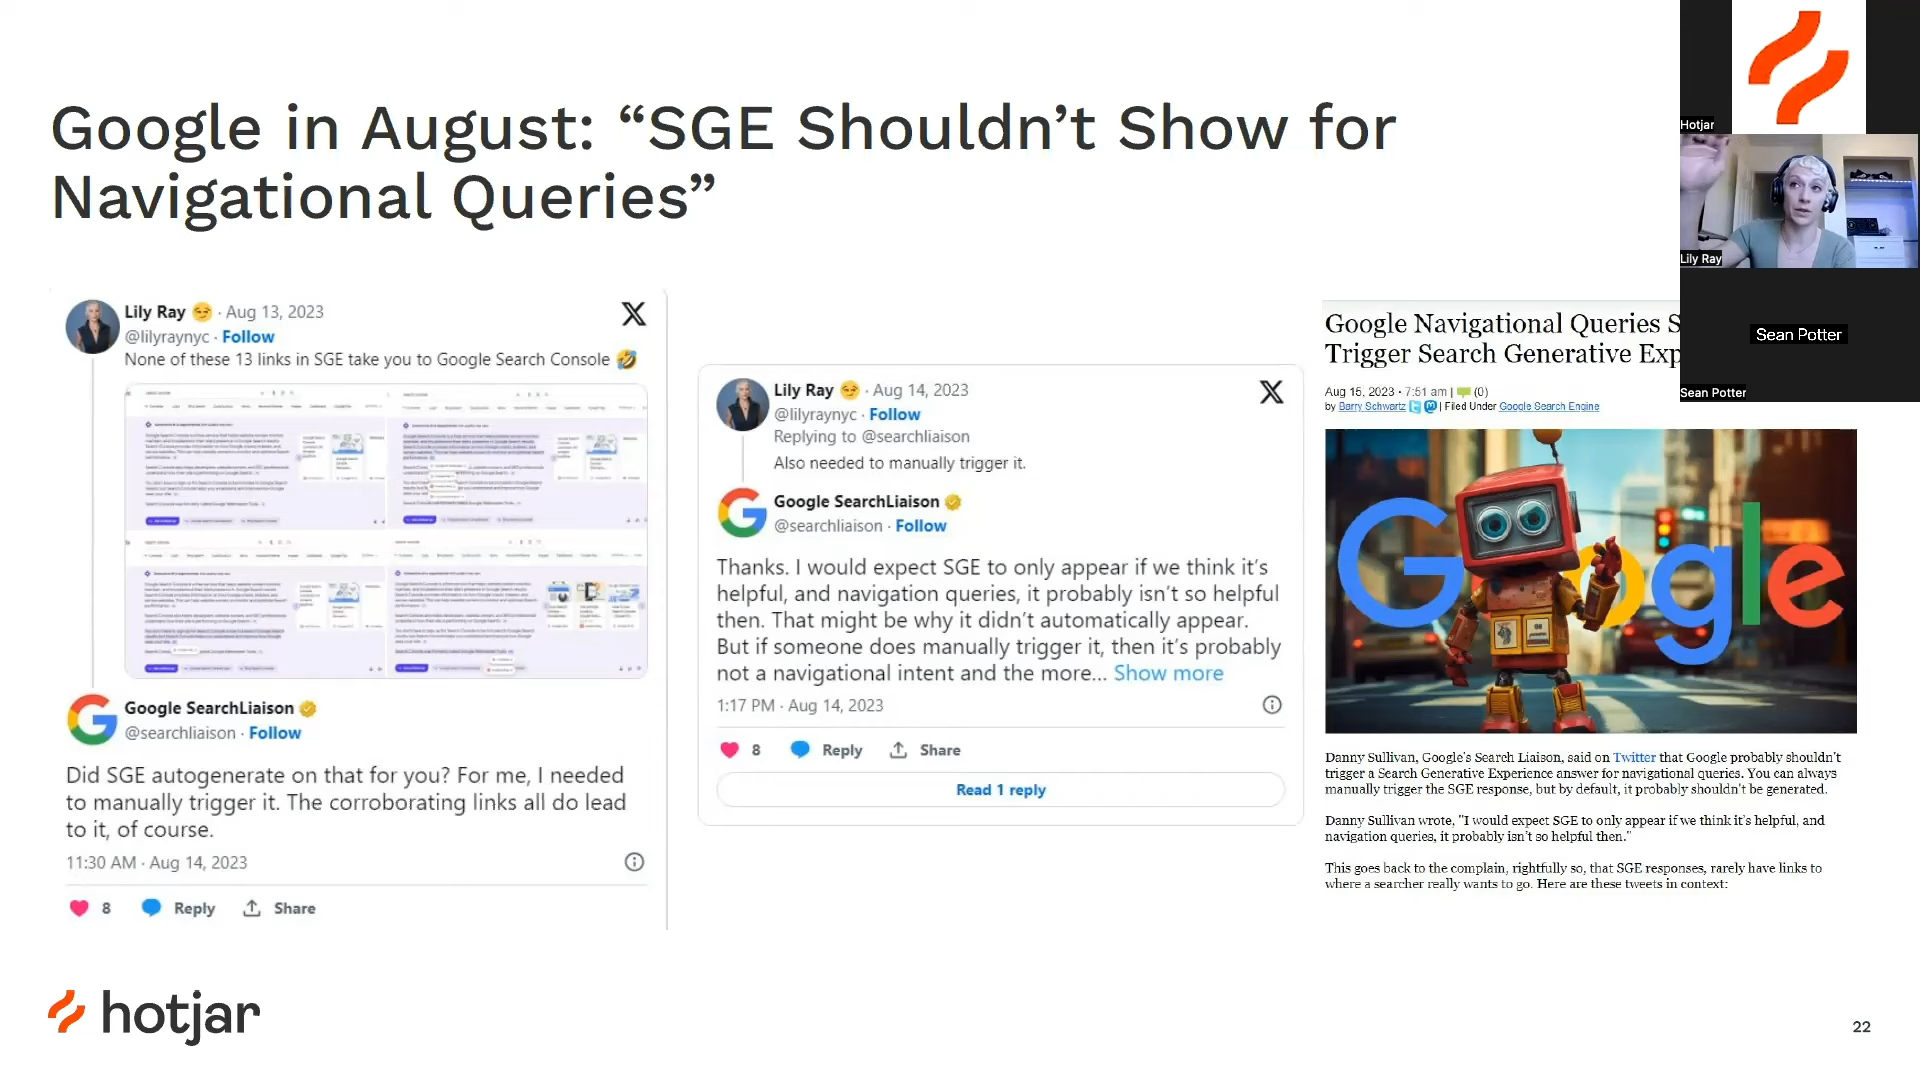 Google in August: “SGE Shouldn’t Show for
Navigational Queries”
Lily Ray 😏 · Aug 13, 2023
@lilyraynyc · Follow
None of these 13 links in SGE take you to Google Search Console 🤣
Google SearchLiaison
@searchliaison · Follow
Did SGE autogenerate on that for you? For me, I needed
to manually trigger it. The corroborating links all do lead
to it, of course.
11:30 AM · Aug 14, 2023
8 Reply Share
Lily Ray 😏 · Aug 14, 2023
@lilyraynyc · Follow
Replying to @searchliaison
Also needed to manually trigger it.
Google SearchLiaison
@searchliaison · Follow
Thanks. I would expect SGE to only appear if we think it’s
helpful, and navigation queries, it probably isn’t so helpful
then. That might be why it didn’t automatically appear.
But if someone does manually trigger it, then it’s probably
not a navigational intent and the more... Show more
1:17 PM · Aug 14, 2023
8 Reply Share
Read 1 reply
Google Navigational Queries S
Trigger Search Generative Exp
Aug 15, 2023 • 7:51 am | (0)
by Barry Schwartz | Filed Under Google Search Engine
Google
Danny Sullivan, Google's Search Liaison, said on Twitter that Google probably shouldn't
trigger a Search Generative Experience answer for navigational queries. You can always
manually trigger the SGE response, but by default, it probably shouldn't be generated.
Danny Sullivan wrote, "I would expect SGE to only appear if we think it's helpful, and
navigation queries, it probably isn't so helpful then."
This goes back to the complain, rightfully so, that SGE responses, rarely have links to
where a searcher really wants to go. Here are these tweets in context:
Hotjar
Lily Ray
Sean Potter
Sean Potter
hotjar
22